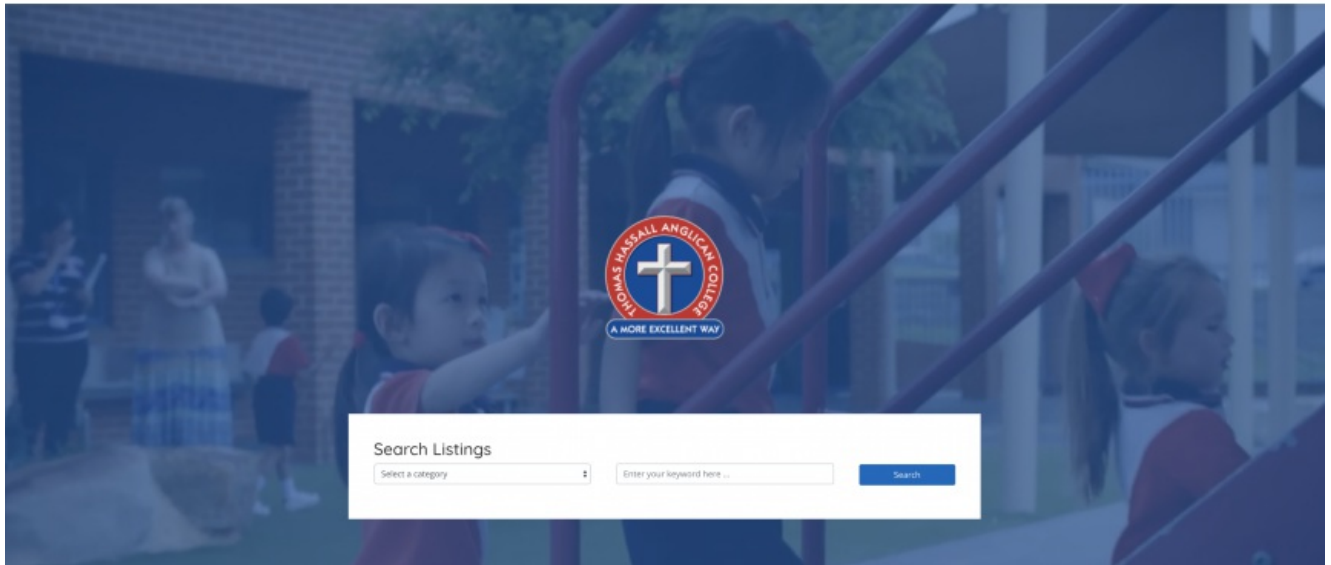 THOMAS HASSALL ANGLICAN COLLEGE
A MORE EXCELLENT WAY
Search Listings
Select a category
Enter your keyword here ...
Search